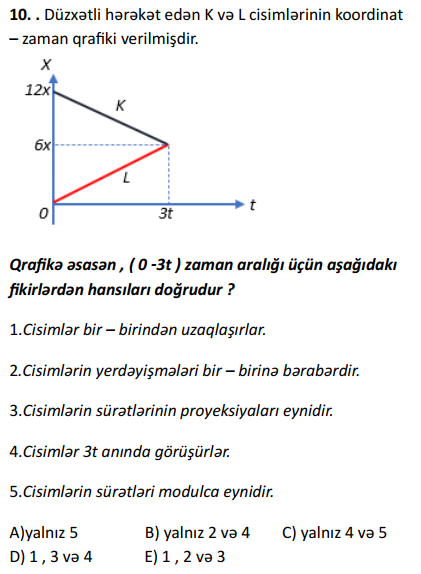 10. . Düzxətli hərəkət edən K və L cisimlərinin koordinat
– zaman qrafiki verilmişdir.
X
12x
K
6x
L
0
3t
t
Qrafikə əsasən , ( 0 -3t ) zaman aralığı üçün aşağıdakı
fikirlərdən hansıları doğrudur ?
1.Cisimlər bir – birindən uzaqlaşırlar.
2.Cisimlərin yerdəyişmələri bir – birinə bərabərdir.
3.Cisimlərin sürətlərinin proyeksiyaları eynidir.
4.Cisimlər 3t anında görüşürlər.
5.Cisimlərin sürətləri modulca eynidir.
A)yalnız 5 B) yalnız 2 və 4 C) yalnız 4 və 5
D) 1 , 3 və 4 E) 1 , 2 və 3